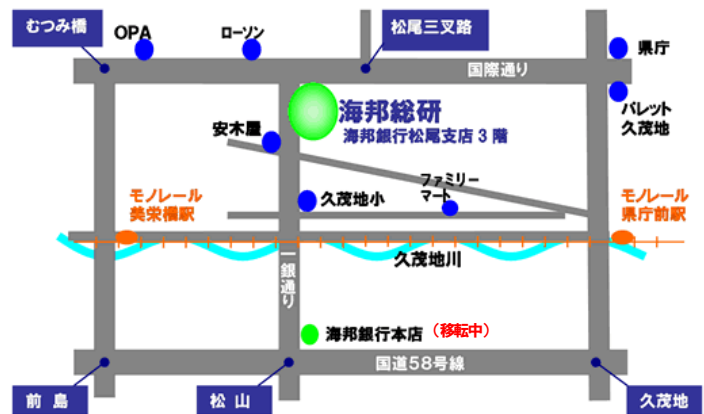 むつみ橋
OPA
ローソン
松尾三叉路
県庁
国際通り
パレット
久茂地
海邦総研
海邦銀行松尾支店 3 階
安木屋
ファミリー
マート
モノレール
美栄橋駅
久茂地小
モノレール
県庁前駅
久茂地川
一銀通り
海邦銀行本店 (移転中)
国道58号線
前 島
松 山
久茂地